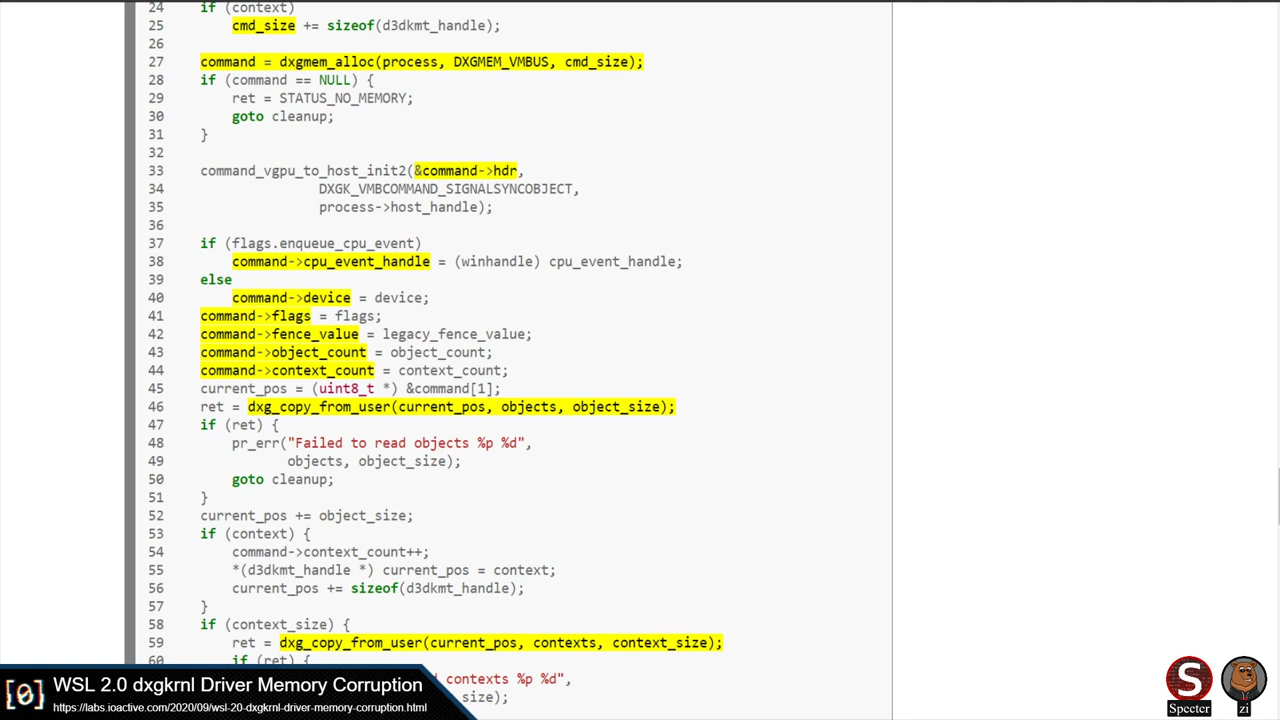 24 if (context)
25 cmd_size += sizeof(d3dkmt_handle);
26
27 command = dxgmem_alloc(process, DXGMEM_VMBUS, cmd_size);
28 if (command == NULL) {
29 ret = STATUS_NO_MEMORY;
30 goto cleanup;
31 }
32
33 command_vgpu_to_host_init2(&command->hdr,
34 DXGK_VMBCOMMAND_SIGNALSYNCOBJECT,
35 process->host_handle);
36
37 if (flags.enqueue_cpu_event)
38 command->cpu_event_handle = (winhandle) cpu_event_handle;
39 else
40 command->device = device;
41 command->flags = flags;
42 command->fence_value = legacy_fence_value;
43 command->object_count = object_count;
44 command->context_count = context_count;
45 current_pos = (uint8_t *) &command[1];
46 ret = dxg_copy_from_user(current_pos, objects, object_size);
47 if (ret) {
48 pr_err("Failed to read objects %p %d",
49 objects, object_size);
50 goto cleanup;
51 }
52 current_pos += object_size;
53 if (context) {
54 command->context_count++;
55 *(d3dkmt_handle *) current_pos = context;
56 current_pos += sizeof(d3dkmt_handle);
57 }
58 if (context_size) {
59 ret = dxg_copy_from_user(current_pos, contexts, context_size);
60 if (ret) {
contexts %p %d",
size);
[0] WSL 2.0 dxgkrnl Driver Memory Corruption
https://labs.ioactive.com/2020/09/wsl-20-dxgkrnl-driver-memory-corruption.html
S
Specter
zi